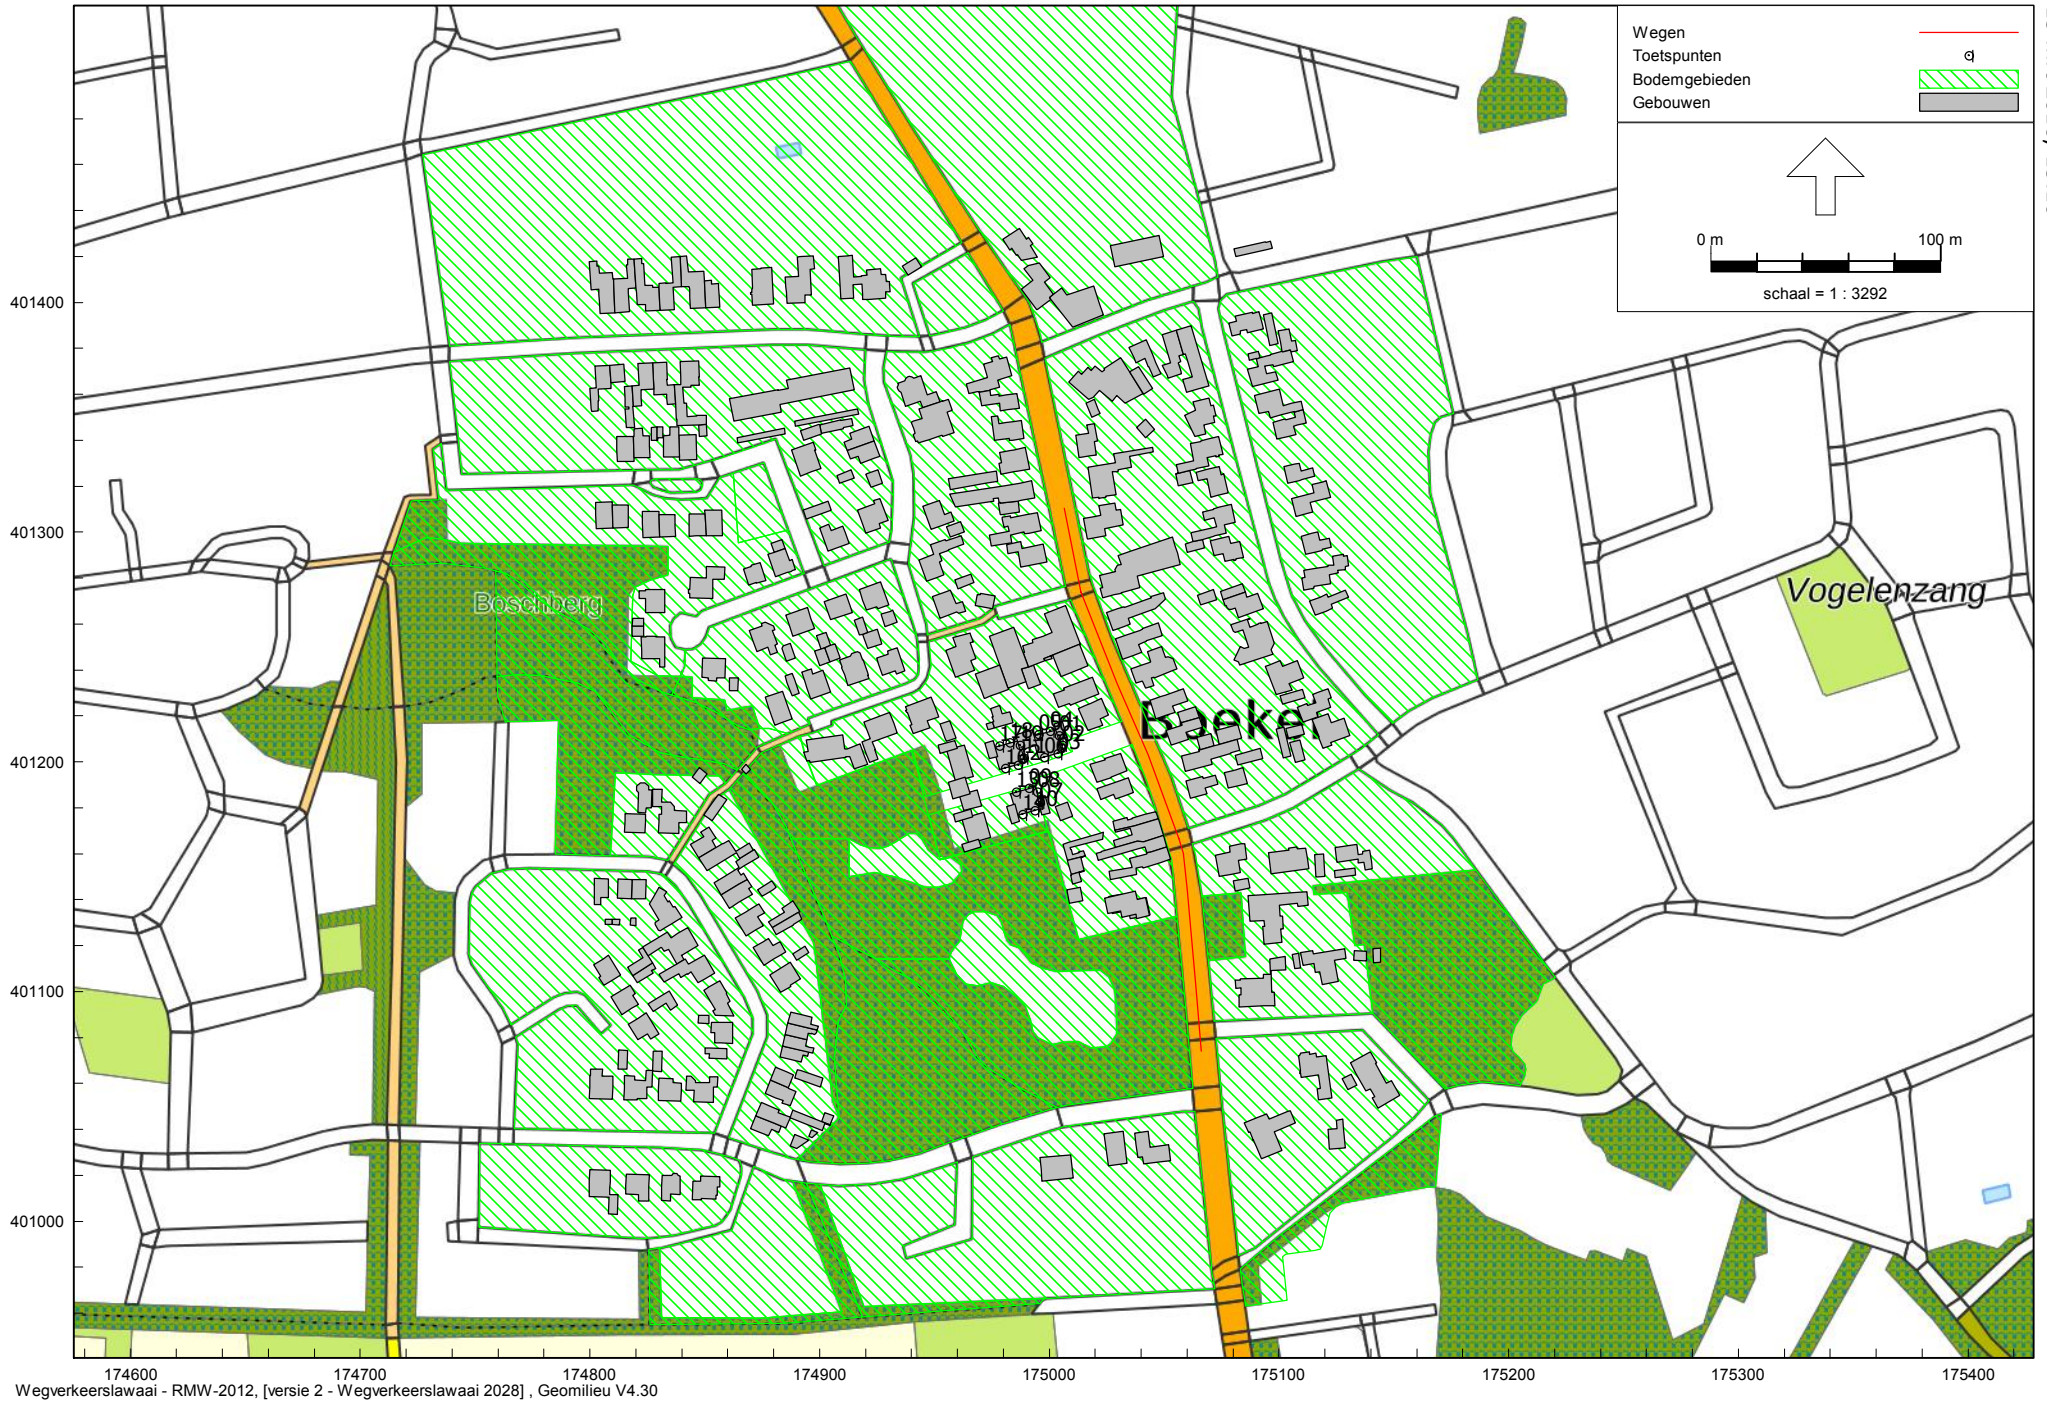 Wegen
Toetspunten
Bodemgebieden
Gebouwen
0 m 100 m
schaal = 1 : 3292
401400
401300
Boschberg
Vogelenzang
401200
401100
401000
174600 174700 174800 174900 175000 175100 175200 175300 175400
Wegverkeerslawaai - RMW-2012, [versie 2 - Wegverkeerslawaai 2028] , Geomilieu V4.30